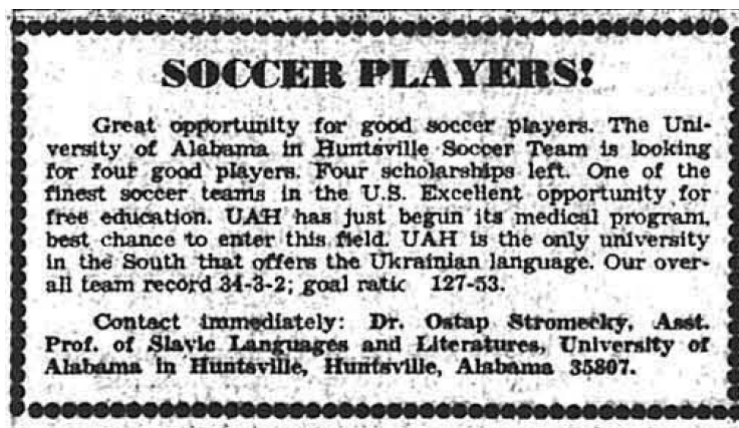 SOCCER PLAYERS!
Great opportunity for good soccer players. The Uni-
versity of Alabama in Huntsville Soccer Team is looking
for four good players. Four scholarships left. One of the
finest soccer teams in the U.S. Excellent opportunity for
free education. UAH has just begun its medical program,
best chance to enter this field. UAH is the only university
in the South that offers the Ukrainian language. Our over-
all team record 34-3-2; goal ratio 127-53.
Contact immediately: Dr. Ostap Stromecky, Asst.
Prof. of Slavic Languages and Literatures, University of
Alabama in Huntsville, Huntsville, Alabama 35807.